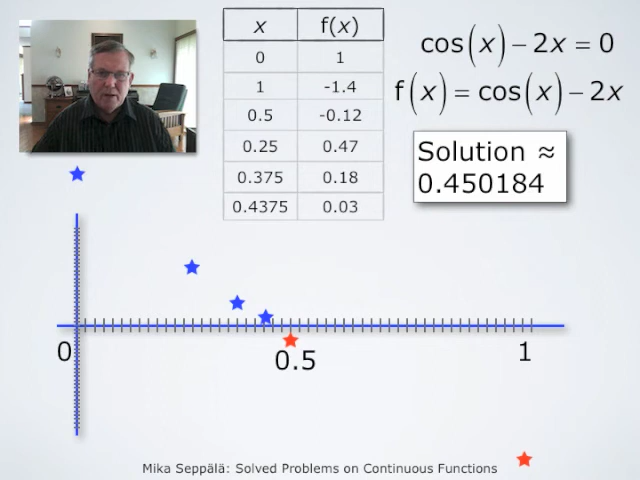 x f(x)
0 1
1 -1.4
0.5 -0.12
0.25 0.47
0.375 0.18
0.4375 0.03
cos(x) − 2x = 0
f(x) = cos(x) − 2x
Solution ≈
0.450184
0 0.5 1
Mika Seppälä: Solved Problems on Continuous Functions